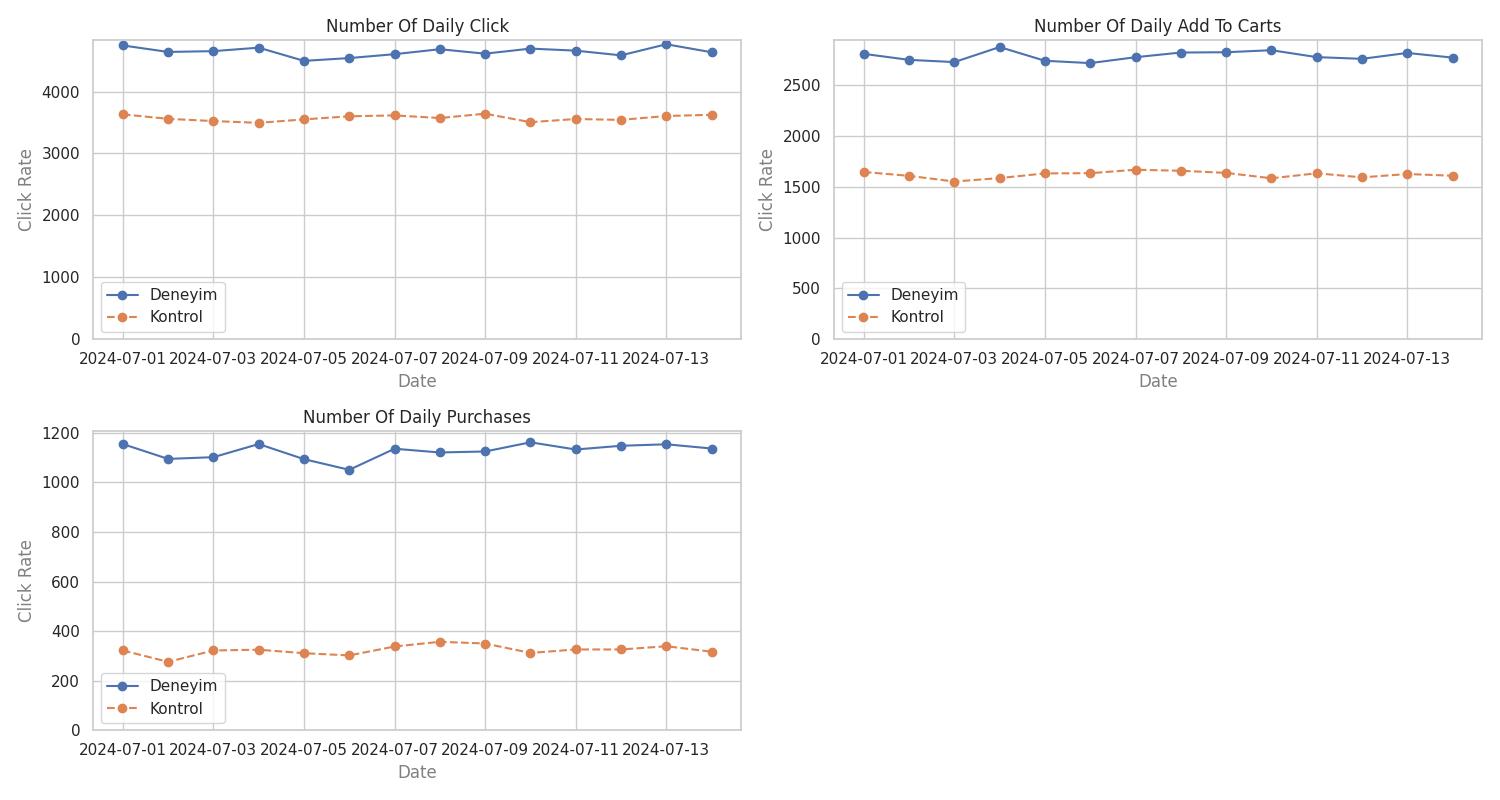 Number Of Daily Click
Click Rate
4000
3000
2000
1000
0
Deneyim
Kontrol
2024-07-01 2024-07-03 2024-07-05 2024-07-07 2024-07-09 2024-07-11 2024-07-13
Date
Number Of Daily Add To Carts
Click Rate
2500
2000
1500
1000
500
0
Deneyim
Kontrol
2024-07-01 2024-07-03 2024-07-05 2024-07-07 2024-07-09 2024-07-11 2024-07-13
Date
Number Of Daily Purchases
Click Rate
1200
1000
800
600
400
200
0
Deneyim
Kontrol
2024-07-01 2024-07-03 2024-07-05 2024-07-07 2024-07-09 2024-07-11 2024-07-13
Date